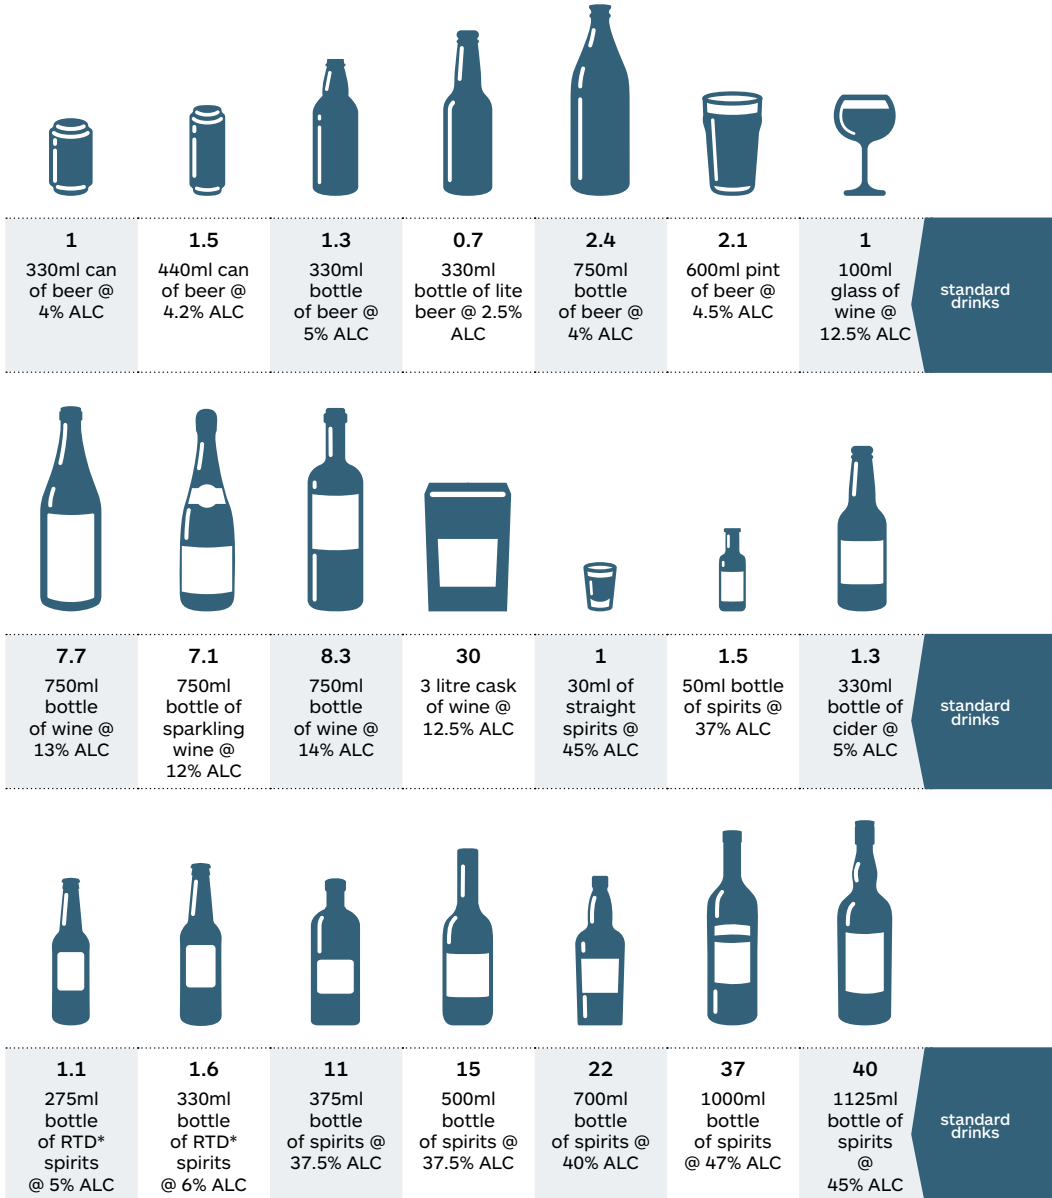 1
330ml can
of beer @
4% ALC
1.5
440ml can
of beer @
4.2% ALC
1.3
330ml
bottle
of beer @
5% ALC
0.7
330ml
bottle of lite
beer @ 2.5%
ALC
2.4
750ml
bottle
of beer @
4% ALC
2.1
600ml pint
of beer @
4.5% ALC
1
100ml
glass of
wine @
12.5% ALC
standard
drinks
7.7
750ml
bottle
of wine @
13% ALC
7.1
750ml
bottle of
sparkling
wine @
12% ALC
8.3
750ml
bottle
of wine @
14% ALC
30
3 litre cask
of wine @
12.5% ALC
1
30ml of
straight
spirits @
45% ALC
1.5
50ml bottle
of spirits @
37% ALC
1.3
330ml
bottle of
cider @
5% ALC
standard
drinks
1.1
275ml
bottle
of RTD*
spirits
@ 5% ALC
1.6
330ml
bottle
of RTD*
spirits
@ 6% ALC
11
375ml
bottle
of spirits @
37.5% ALC
15
500ml
bottle
of spirits @
37.5% ALC
22
700ml
bottle
of spirits @
40% ALC
37
1000ml
bottle
of spirits
@ 47% ALC
40
1125ml
bottle of
spirits
@
45% ALC
standard
drinks